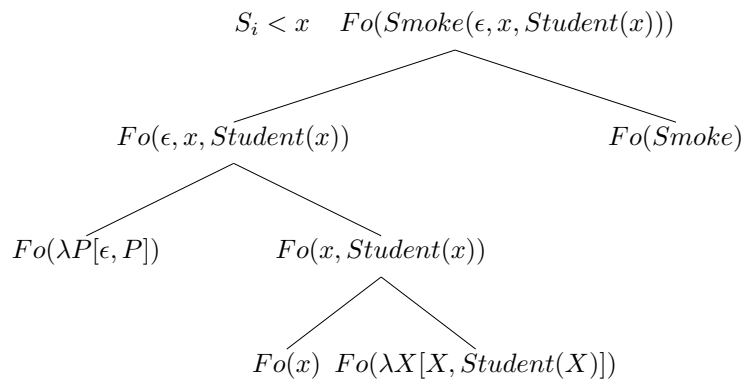 S_i < x Fo(Smoke(ϵ, x, Student(x)))
Fo(ϵ, x, Student(x)) Fo(Smoke)
Fo(λP[ϵ, P]) Fo(x, Student(x))
Fo(x) Fo(λX[X, Student(X)])